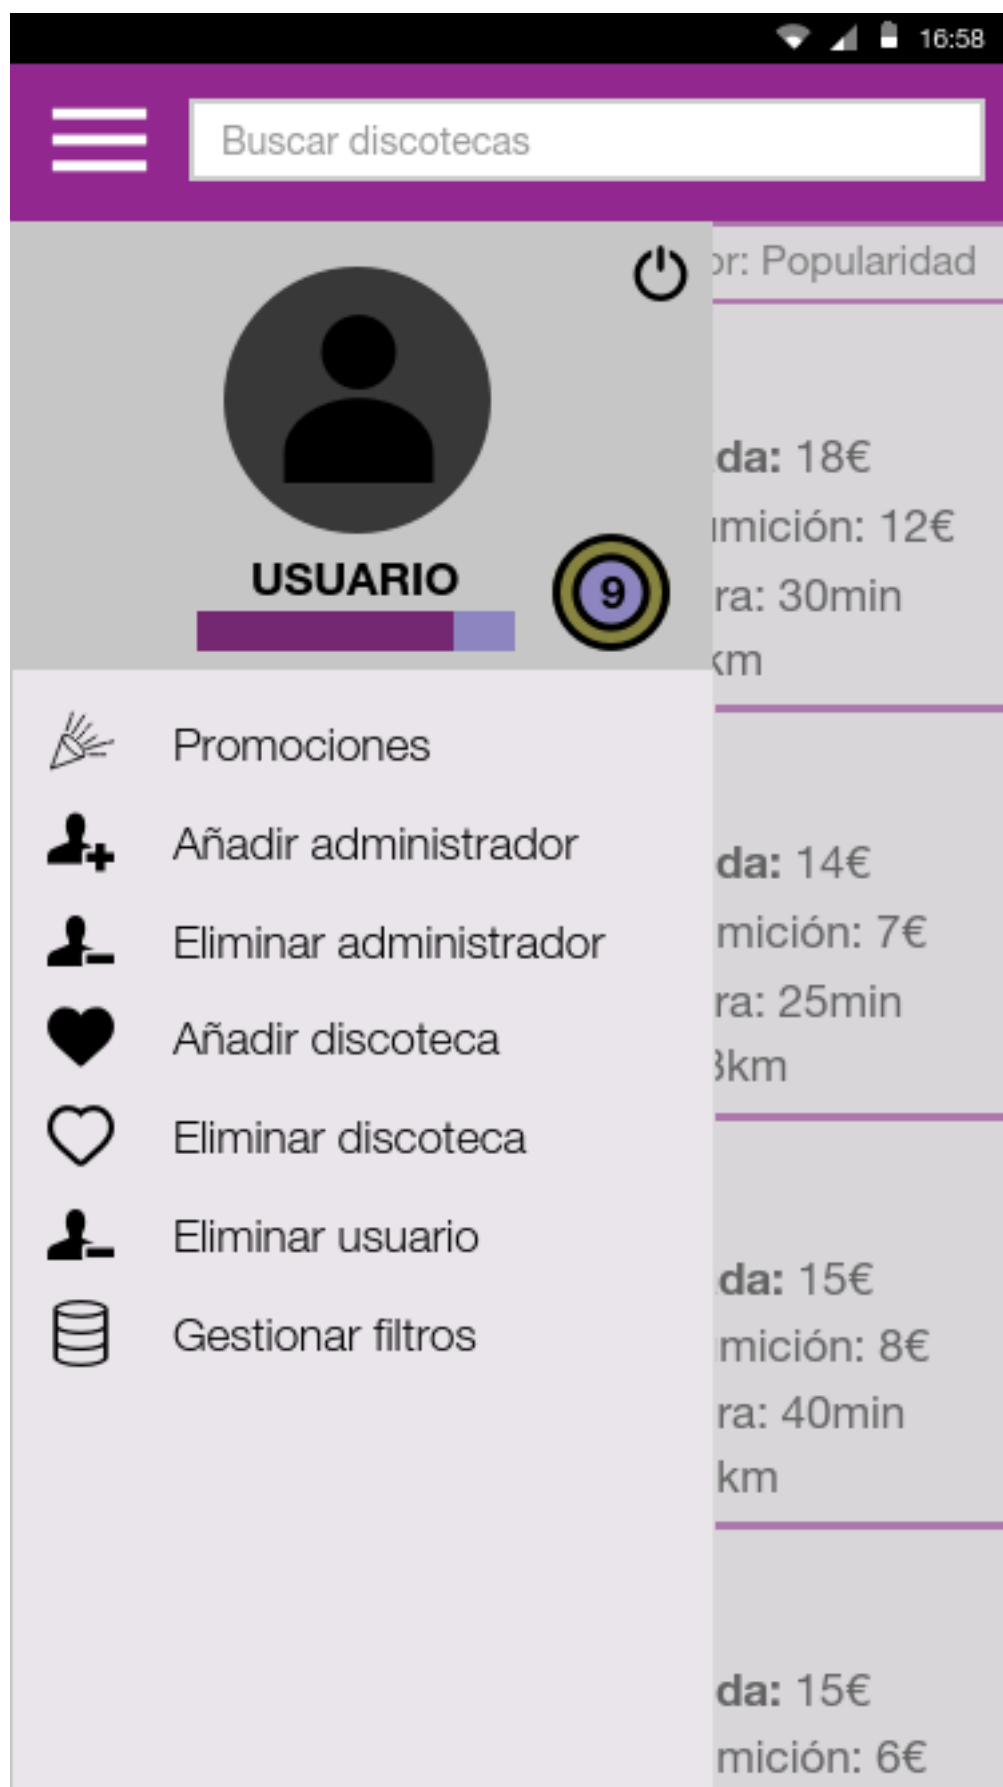 16:58
Buscar discotecas
or: Popularidad
USUARIO
9
Promociones
Añadir administrador
Eliminar administrador
Añadir discoteca
Eliminar discoteca
Eliminar usuario
Gestionar filtros
da: 18€
mición: 12€
ra: 30min
km
da: 14€
mición: 7€
ra: 25min
3km
da: 15€
mición: 8€
ra: 40min
km
da: 15€
mición: 6€